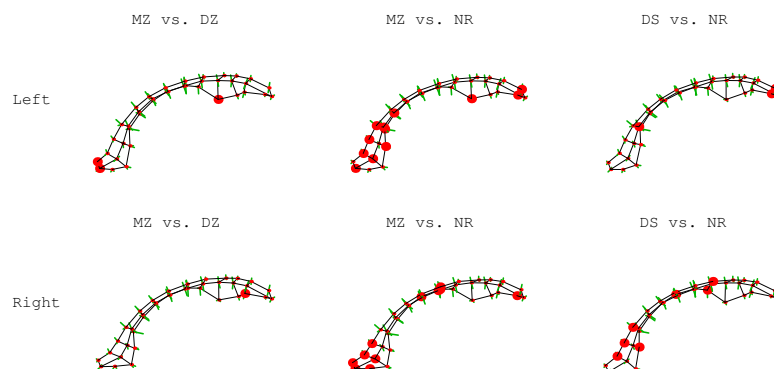 MZ vs. DZ MZ vs. NR DS vs. NR
Left
MZ vs. DZ MZ vs. NR DS vs. NR
Right